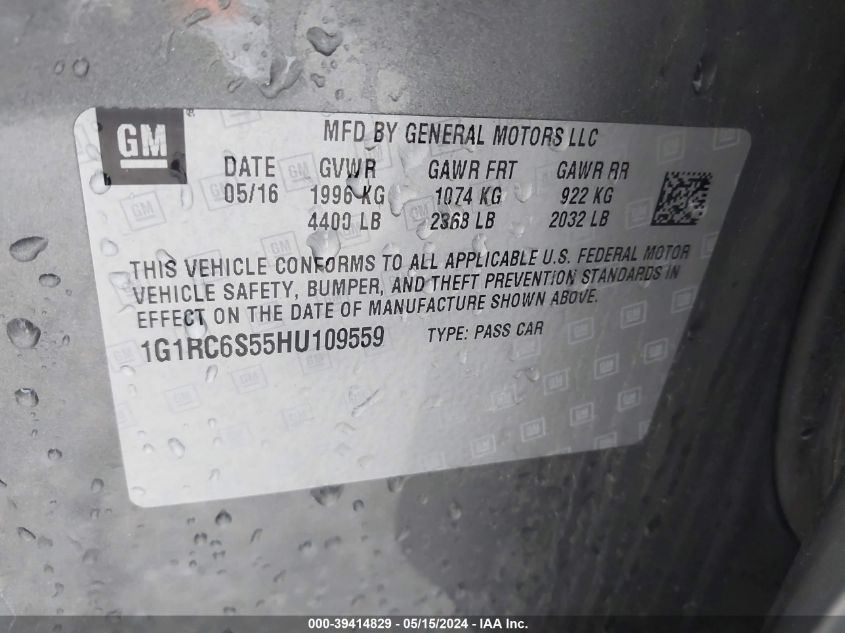 GM
MFD BY GENERAL MOTORS LLC
DATE GVWR GAWR FRT GAWR RR
05/16 1996 KG 1074 KG 922 KG
4400 LB 2368 LB 2032 LB
THIS VEHICLE CONFORMS TO ALL APPLICABLE U.S. FEDERAL MOTOR
VEHICLE SAFETY, BUMPER, AND THEFT PREVENTION STANDARDS IN
EFFECT ON THE DATE OF MANUFACTURE SHOWN ABOVE.
1G1RC6S55HU109559 TYPE: PASS CAR
000-39414829 - 05/15/2024 - IAA Inc.